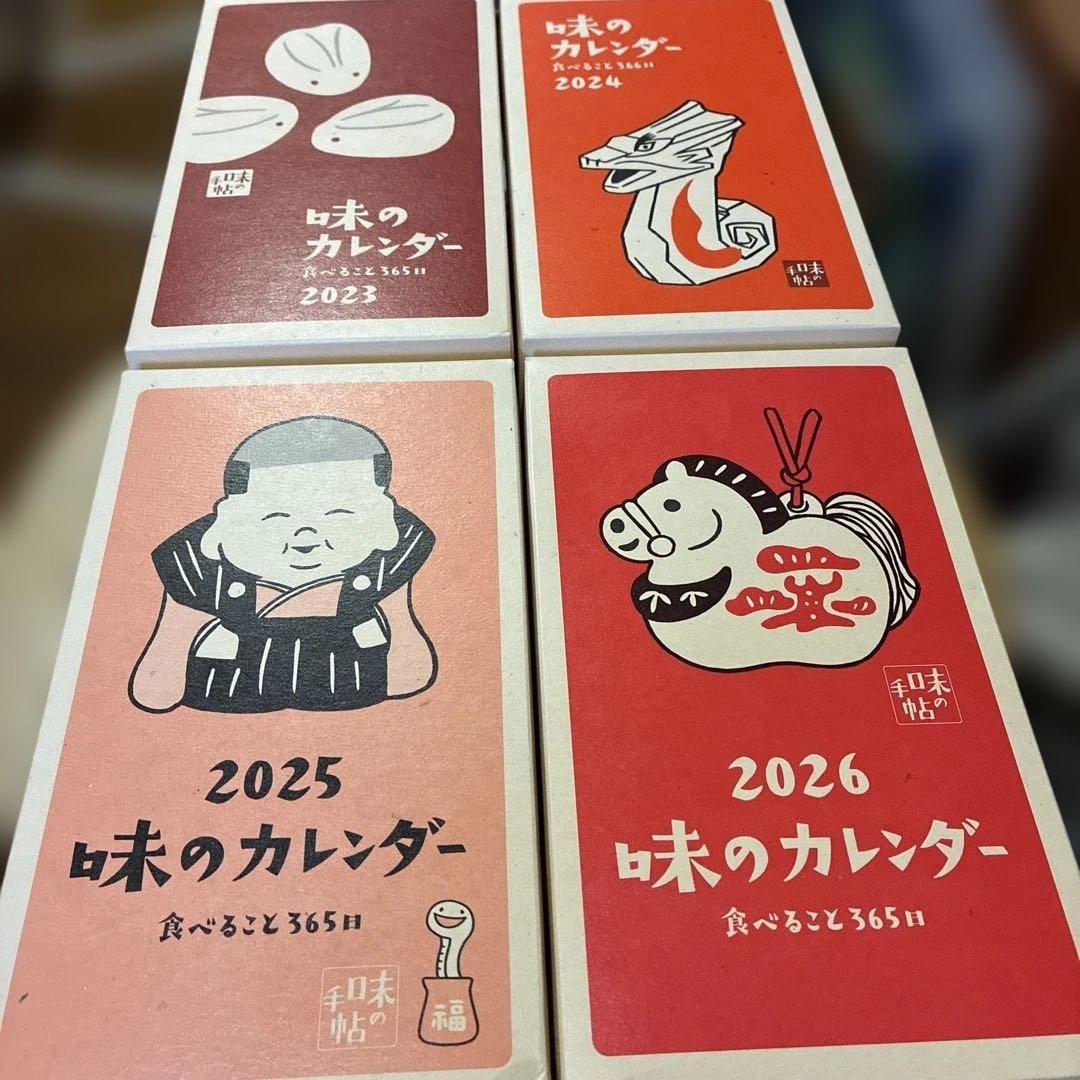 味の
手帖
味の
カレンダー
食べること365日
2023
味の
カレンダー
食べること366日
2024
味の
手帖
2025
味のカレンダー
食べること365日
味の
手帖
福
味の
手帖
2026
味のカレンダー
食べること365日